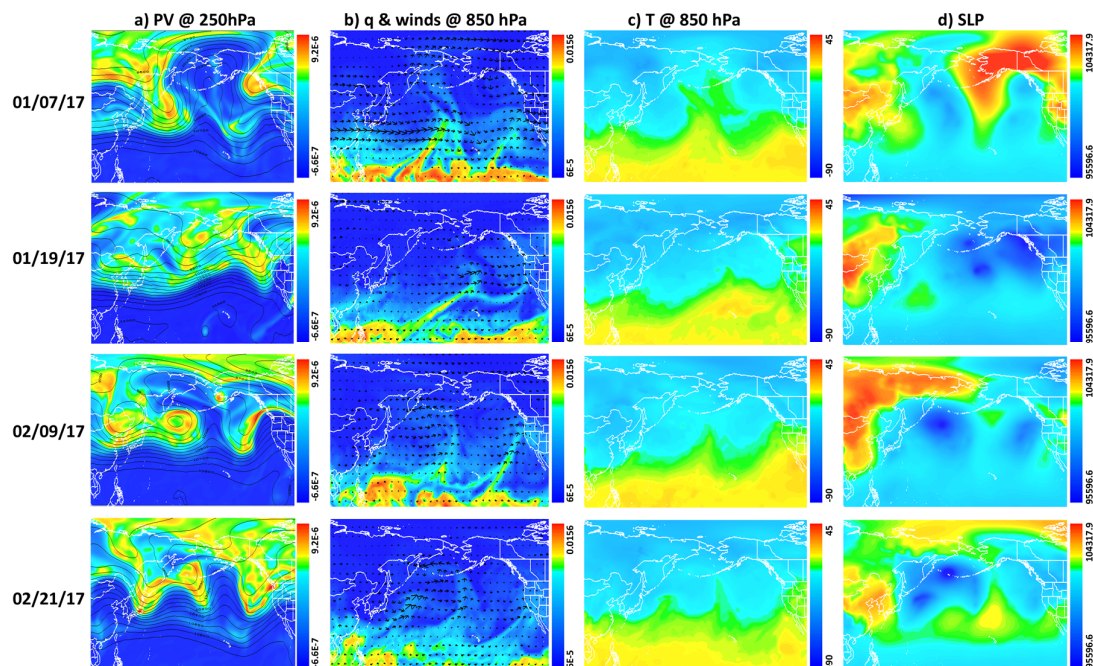 a) PV @ 250hPa b) q & winds @ 850 hPa c) T @ 850 hPa d) SLP
01/07/17
9.2E-6
-6.6E-7
0.0156
6E-5
45
-90
104317.9
95596.6
01/19/17
9.2E-6
-6.6E-7
0.0156
6E-5
45
-90
104317.9
95596.6
02/09/17
9.2E-6
-6.6E-7
0.0156
6E-5
45
-90
104317.9
95596.6
02/21/17
9.2E-6
-6.6E-7
0.0156
6E-5
45
90
104317.9
95596.6